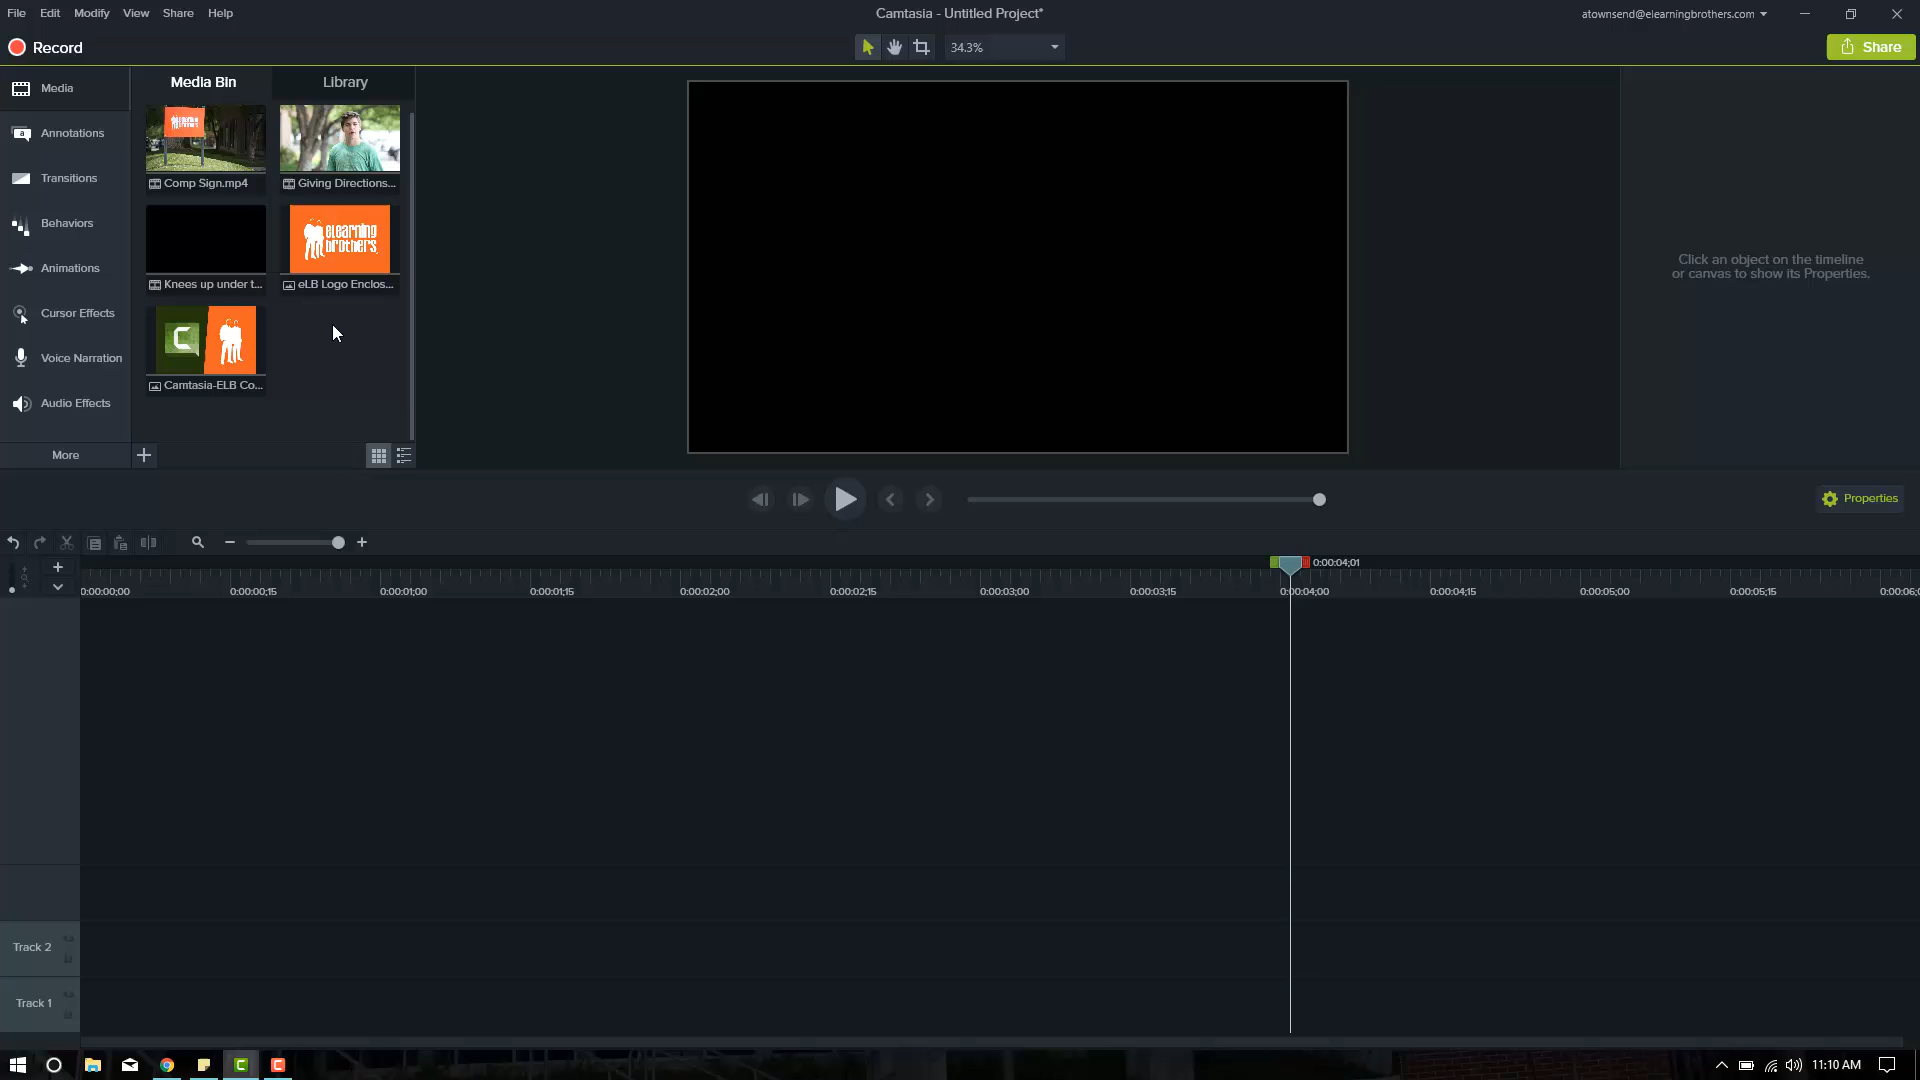 File Edit Modify View Share Help
Camtasia - Untitled Project*
atownsend@elearningbrothers.com
Record
34.3%
Share
Media
Annotations
Transitions
Behaviors
Animations
Cursor Effects
Voice Narration
Audio Effects
More
Media Bin
Library
Comp Sign.mp4
Giving Directions...
Knees up under t...
eLearning
brothers
eLB Logo Enclos...
C
Camtasia-ELB Co...
Click an object on the timeline
or canvas to show its Properties.
Properties
0:00:04;01
0:00:00;00 0:00:00;15 0:00:01;00 0:00:01;15 0:00:02;00 0:00:02;15 0:00:03;00 0:00:03;15 0:00:04;00 0:00:04;15 0:00:05;00 0:00:05;15 0:00:06;0
Track 2
Track 1
11:10 AM